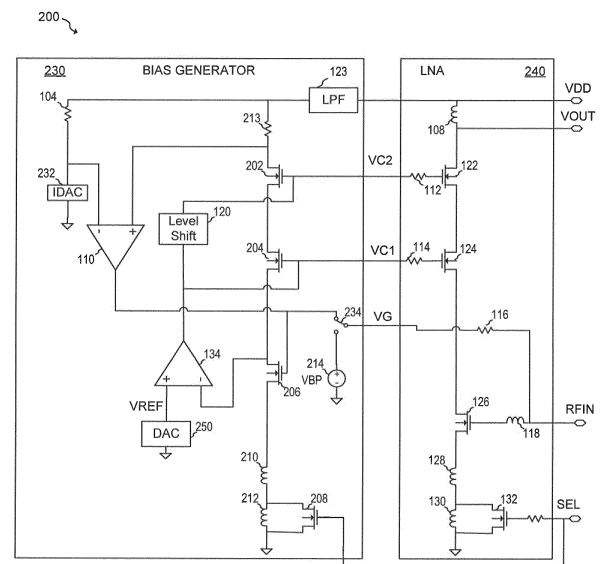 200
230 BIAS GENERATOR 123 LNA 240
104 LPF VDD
213 108 VOUT
202 VC2 122
232 112
IDAC
120
Level Shift
204 VC1 114 124
110
234 116
VG
134 214
VBP
206
VREF 126 RFIN
118
DAC 250
210 128
212 208 130 132 SEL